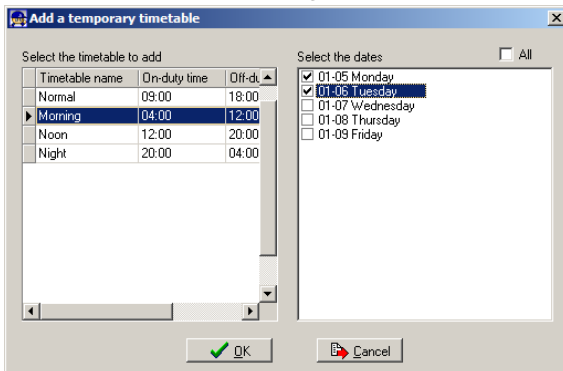 Add a temporary timetable
Select the timetable to add
Timetable name On-duty time Off-du
Normal 09:00 18:00
Morning 04:00 12:00
Noon 12:00 20:00
Night 20:00 04:00
Select the dates All
01-05 Monday
01-06 Tuesday
01-07 Wednesday
01-08 Thursday
01-09 Friday
OK Cancel